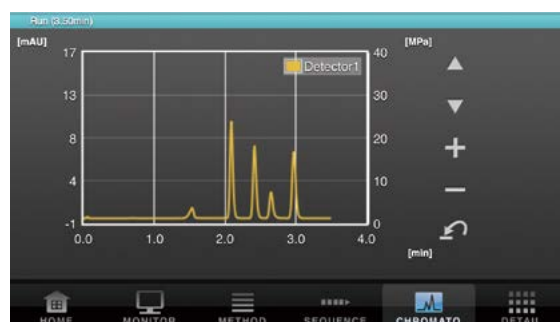 Run (3.50min)
[mAU] [MPa]
17 40
Detector1
13 30
8 20
4 10
-1 0
0.0 1.0 2.0 3.0 4.0
[min]
HOME MONITOR METHOD SEQUENCE CHROMATO DETAIL